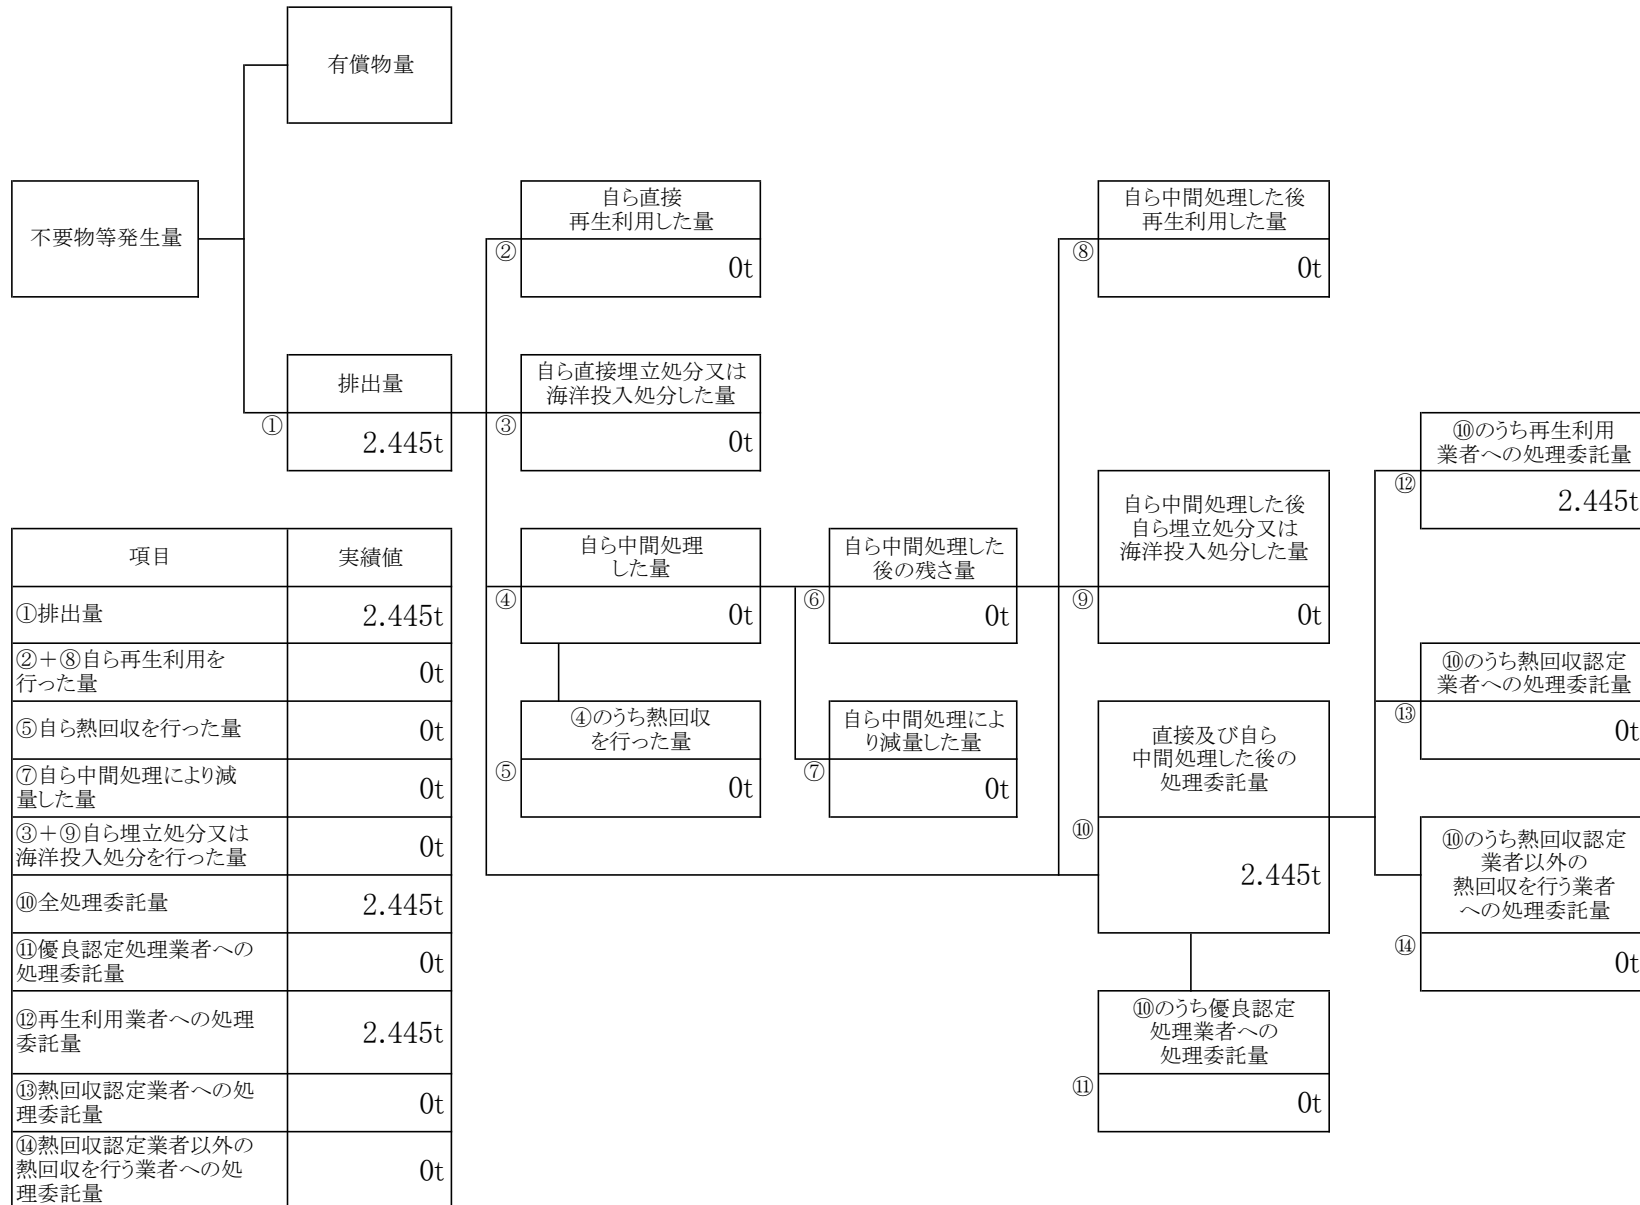 有償物量
不要物等発生量
自ら直接
再生利用した量
②
0t
自ら中間処理した後
再生利用した量
⑧
0t
排出量
①
2.445t
自ら直接埋立処分又は
海洋投入処分した量
③
0t
⑩のうち再生利用
業者への処理委託量
⑫
2.445t
自ら中間処理
した量
④
0t
自ら中間処理した
後の残さ量
⑥
0t
自ら中間処理した後
自ら埋立処分又は
海洋投入処分した量
⑨
0t
⑩のうち熱回収認定
業者への処理委託量
⑬
0t
④のうち熱回収
を行った量
⑤
0t
自ら中間処理によ
り減量した量
⑦
0t
直接及び自ら
中間処理した後の
処理委託量
⑩
2.445t
⑩のうち熱回収認定
業者以外の
熱回収を行う業者
への処理委託量
⑭
0t
⑩のうち優良認定
処理業者への
処理委託量
⑪
0t
項目
実績値
①排出量
2.445t
②＋⑧自ら再生利用を
行った量
0t
⑤自ら熱回収を行った量
0t
⑦自ら中間処理により減
量した量
0t
③＋⑨自ら埋立処分又は
海洋投入処分を行った量
0t
⑩全処理委託量
2.445t
⑪優良認定処理業者への
処理委託量
0t
⑫再生利用業者への処理
委託量
2.445t
⑬熱回収認定業者への処
理委託量
0t
⑭熱回収認定業者以外の
熱回収を行う業者への処
理委託量
0t